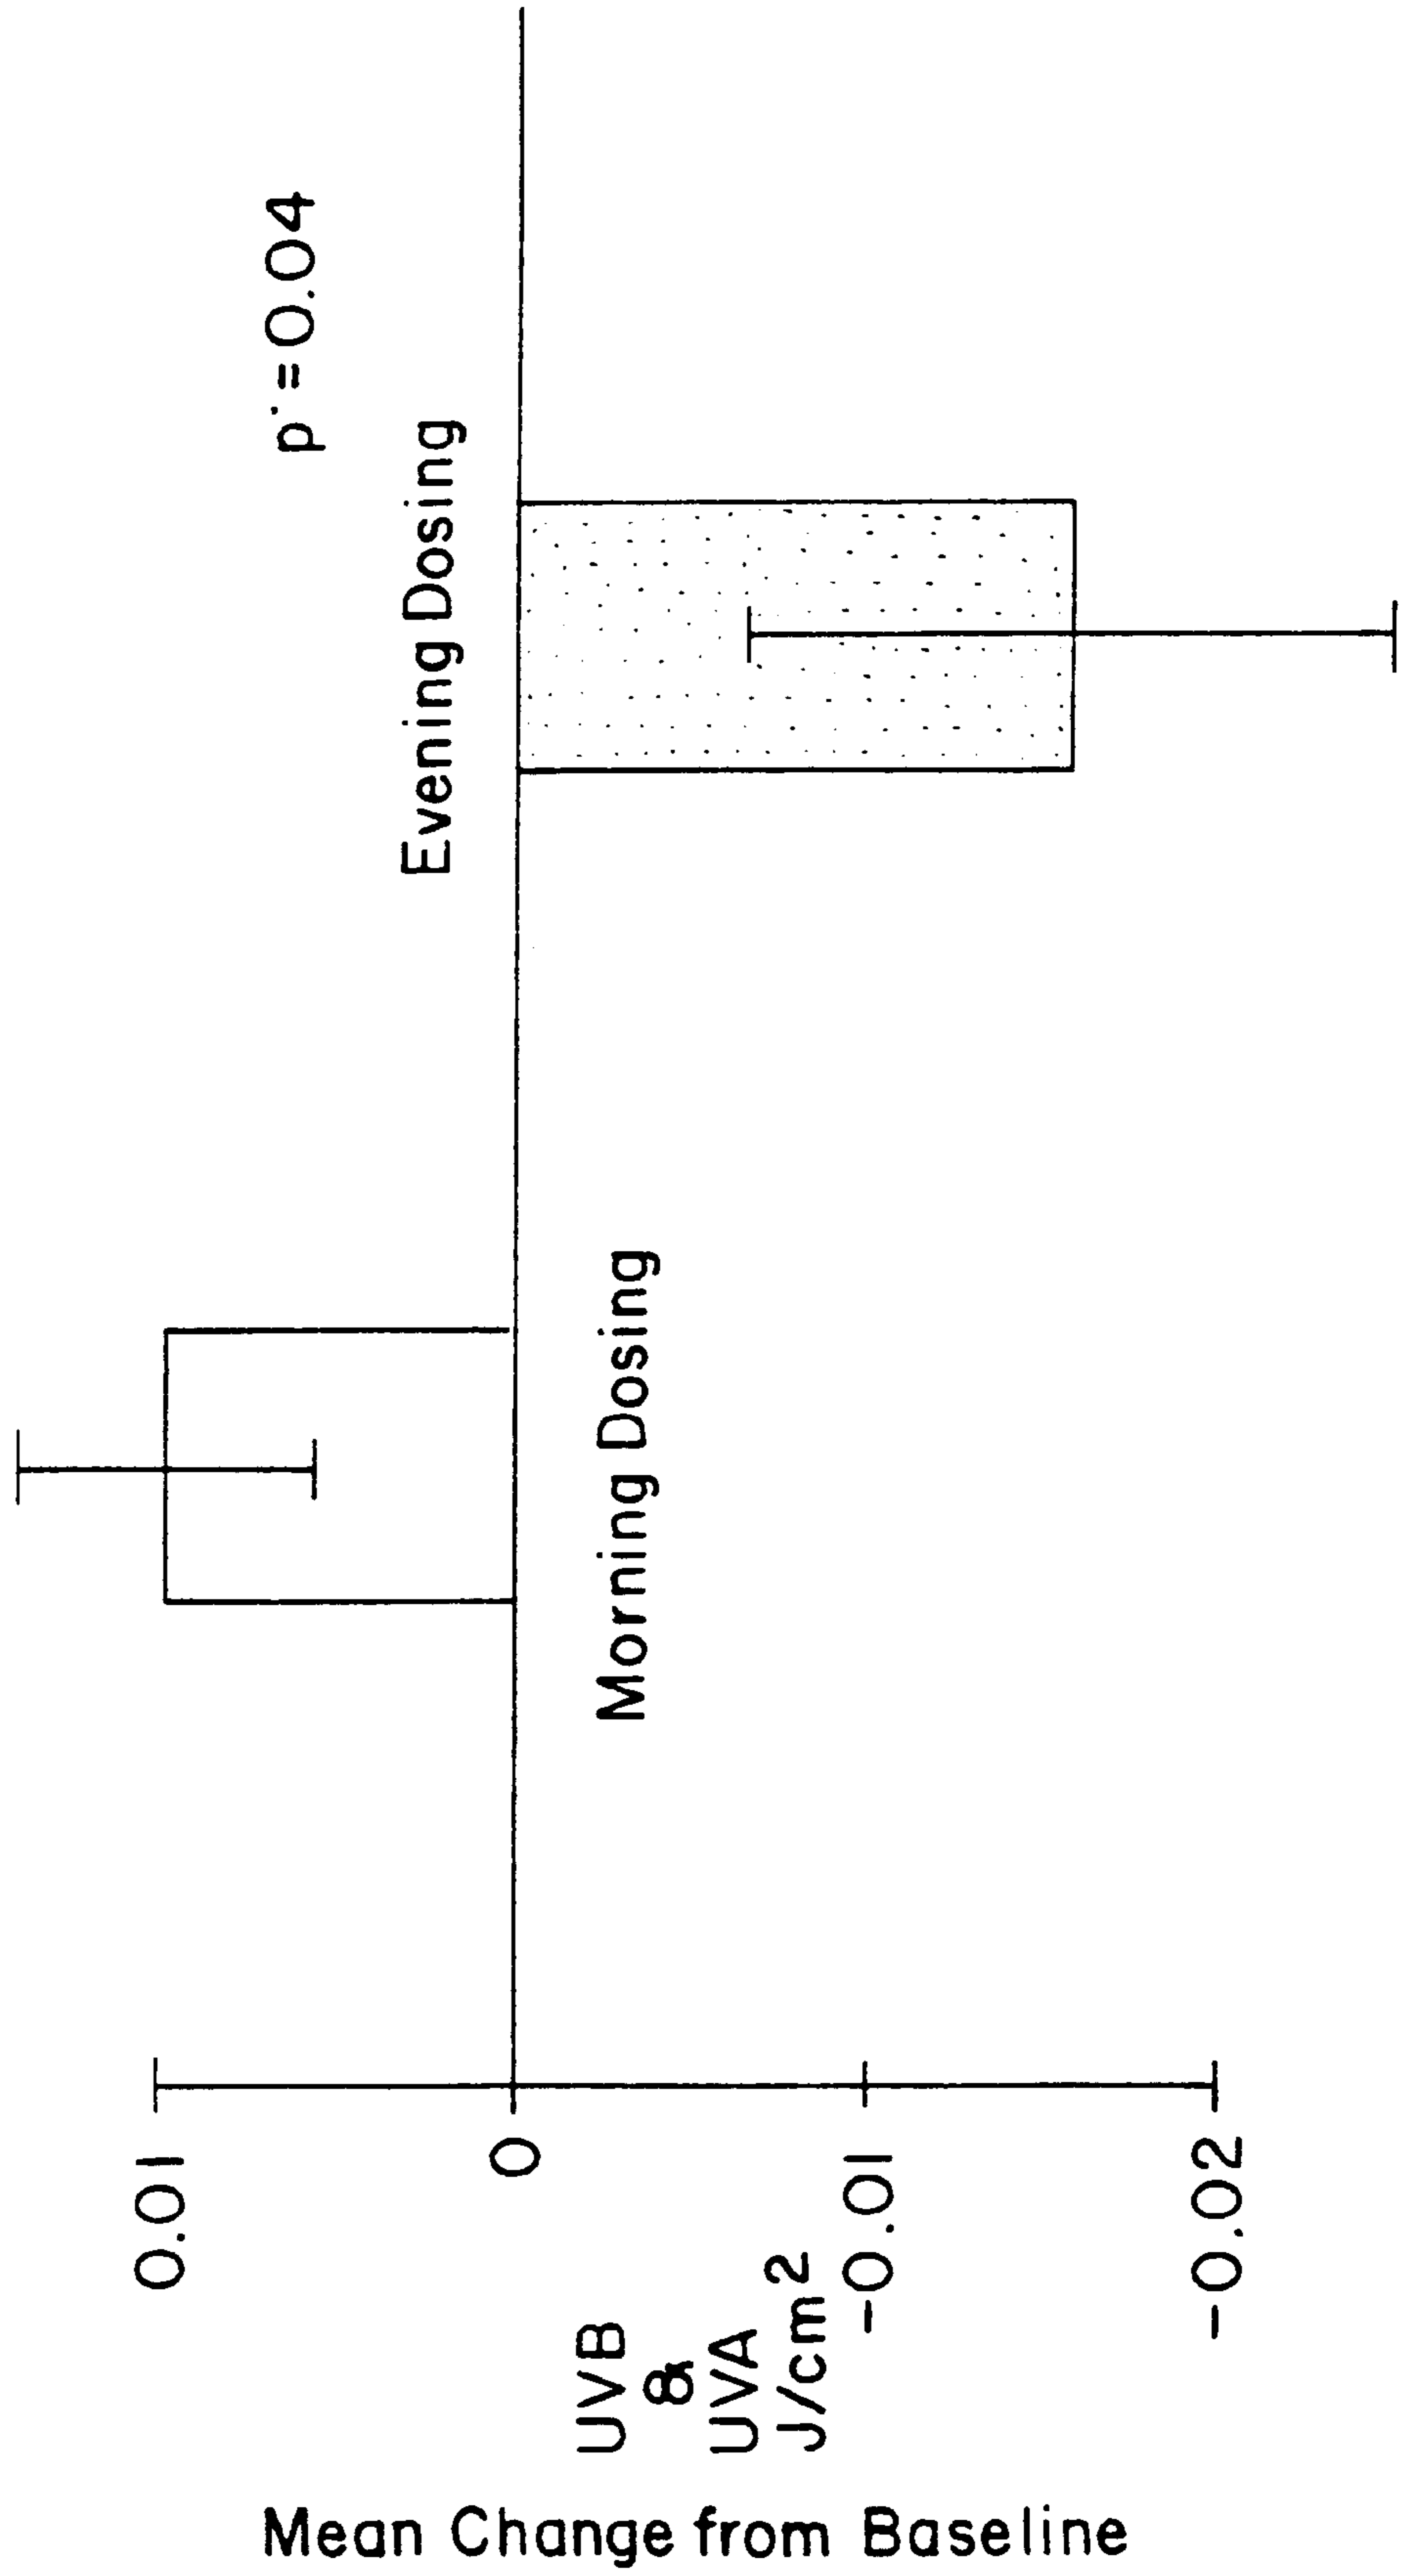 Mean Change from Baseline
UVB
&
UVA
J/cm²
0.01
0
-0.01
-0.02
Morning Dosing
Evening Dosing
p = 0.04